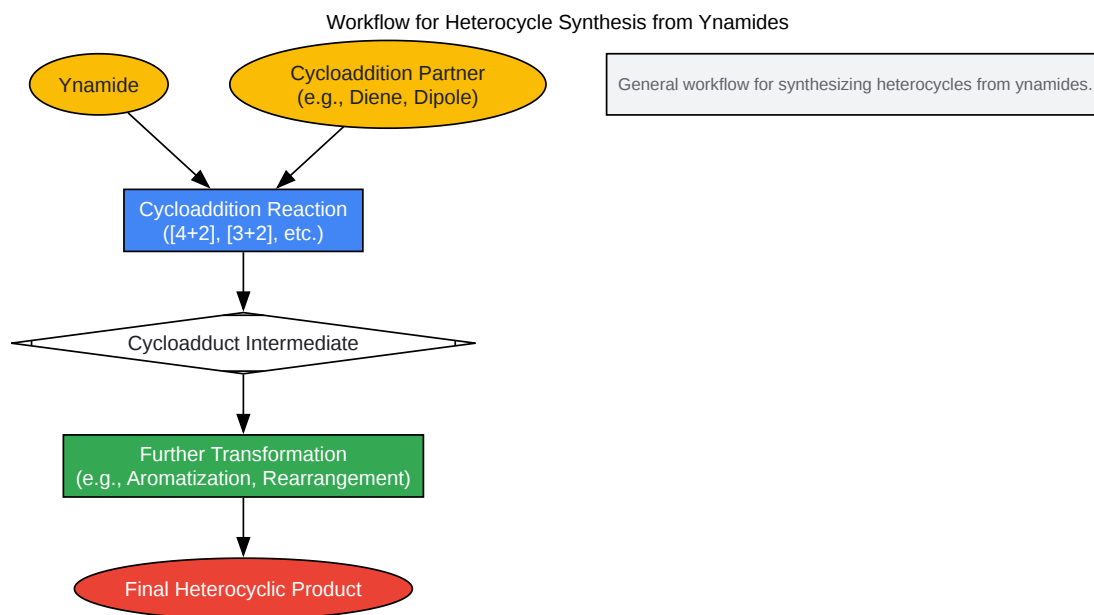 Workflow for Heterocycle Synthesis from Ynamides
Ynamide
Cycloaddition Partner
(e.g., Diene, Dipole)
General workflow for synthesizing heterocycles from ynamides.
Cycloaddition Reaction
([4+2], [3+2], etc.)
Cycloadduct Intermediate
Further Transformation
(e.g., Aromatization, Rearrangement)
Final Heterocyclic Product